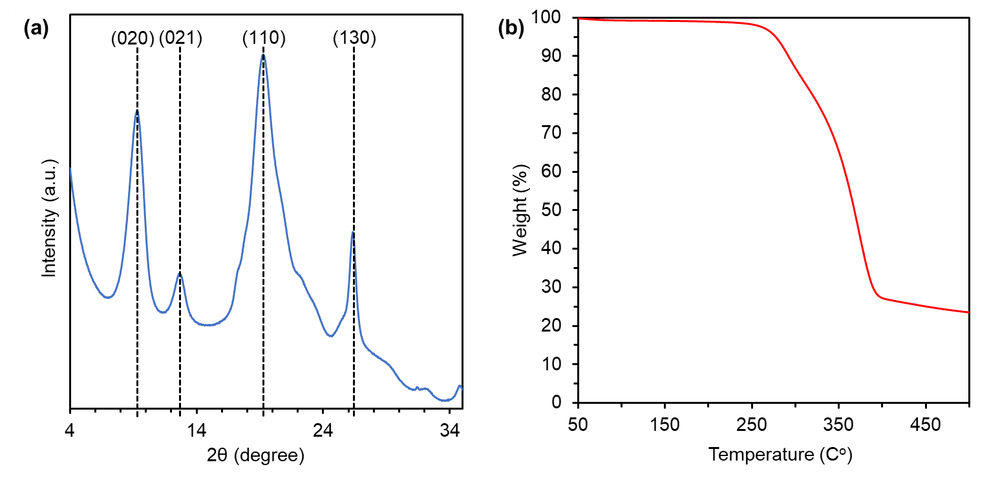 (a)
(020) (021) (110) (130)
Intensity (a.u.)
4 14 24 34
2θ (degree)
(b)
100
90
80
70
60
50
40
30
20
10
0
Weight (%)
50 150 250 350 450
Temperature (Cº)